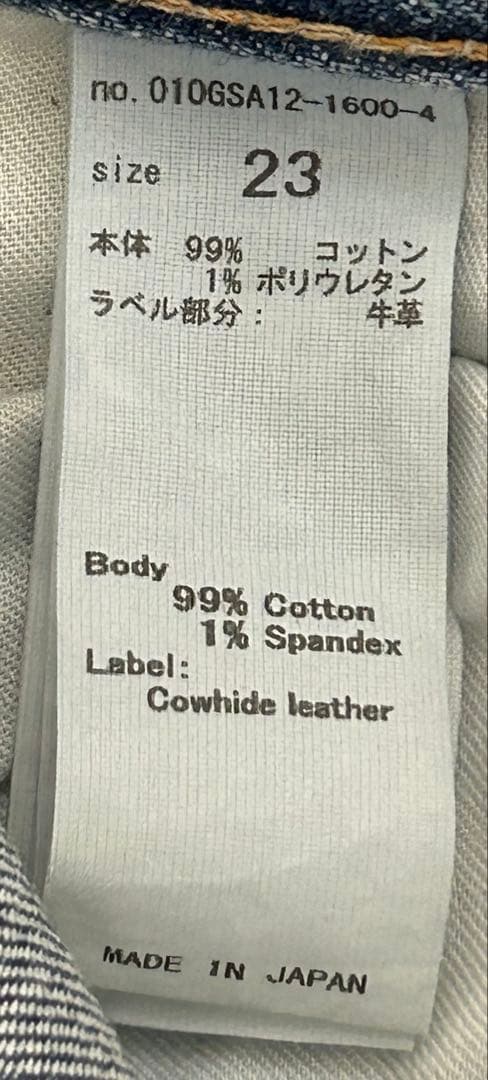 no. 010GSA12-1600-4
size 23
本体 99% コットン
1% ポリウレタン
ラベル部分: 牛革
Body
99% Cotton
1% Spandex
Label:
Cowhide leather
MADE IN JAPAN